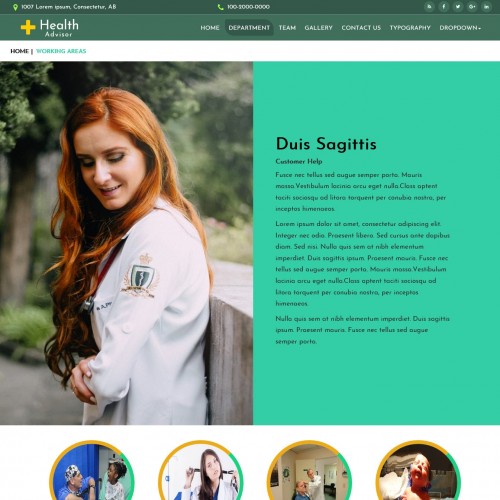 1007 Lorem ipsum, Consectetur, AB
100-2000-0000
Health
Advisor
HOME DEPARTMENT TEAM GALLERY CONTACT US TYPOGRAPHY DROPDOWN
HOME | WORKING AREAS
Duis Sagittis
Customer Help
Fusce nec tellus sed augue semper porta. Mauris
massa.Vestibulum lacinia arcu eget nulla.Class aptent
taciti sociosqu ad litora torquent per conubia nostra, per
inceptos himenaeos.
Lorem ipsum dolor sit amet, consectetur adipiscing elit.
Integer nec odio. Praesent libero. Sed cursus ante dapibus
diam. Sed nisi. Nulla quis sem at nibh elementum
imperdiet. Duis sagittis ipsum. Praesent mauris.
Fusce nec tellus sed augue semper porta. Mauris massa.Vestibulum
lacinia arcu eget nulla.Class aptent taciti sociosqu ad
litora torquent per conubia nostra, per inceptos
himenaeos.
Nulla quis sem at nibh elementum imperdiet. Duis sagittis
ipsum. Praesent mauris. Fusce nec tellus sed augue
semper porta.